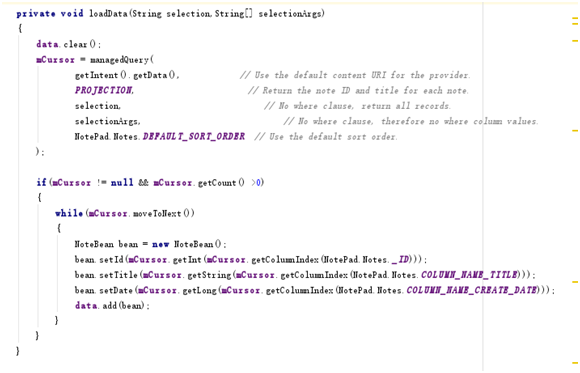 private void loadData(String selection,String[] selectionArgs)
{
data.clear();
mCursor = managedQuery(
getIntent().getData(), // Use the default content URI for the provider.
PROJECTION, // Return the note ID and title for each note.
selection, // No where clause, return all records.
selectionArgs, // No where clause, therefore no where column values.
NotePad.Notes.DEFAULT_SORT_ORDER // Use the default sort order.
);
if(mCursor != null && mCursor.getCount() >0)
{
while(mCursor.moveToNext())
{
NoteBean bean = new NoteBean();
bean.setId(mCursor.getInt(mCursor.getColumnIndex(NotePad.Notes._ID)));
bean.setTitle(mCursor.getString(mCursor.getColumnIndex(NotePad.Notes.COLUMN_NAME_TITLE)));
bean.setDate(mCursor.getLong(mCursor.getColumnIndex(NotePad.Notes.COLUMN_NAME_CREATE_DATE)));
data.add(bean);
}
}
}